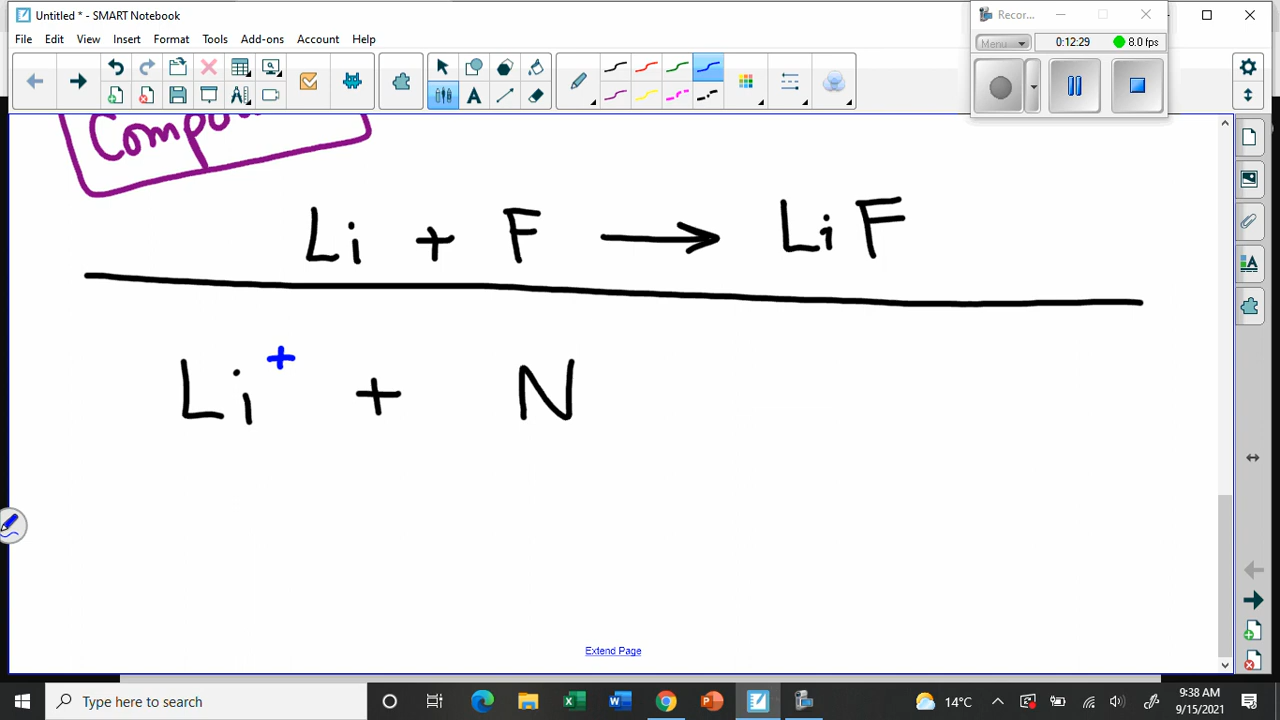 Untitled * - SMART Notebook
Recor...
File Edit View Insert Format Tools Add-ons Account Help
Menu
0:12:29
8.0 fps
Li + F → LiF
Li⁺ + N
Extend Page
Type here to search
14°C
9:38 AM
9/15/2021